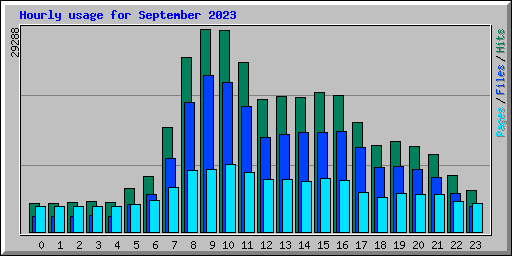 Hourly usage for September 2023
29288
Pages/Files/Hits
0 1 2 3 4 5 6 7 8 9 10 11 12 13 14 15 16 17 18 19 20 21 22 23